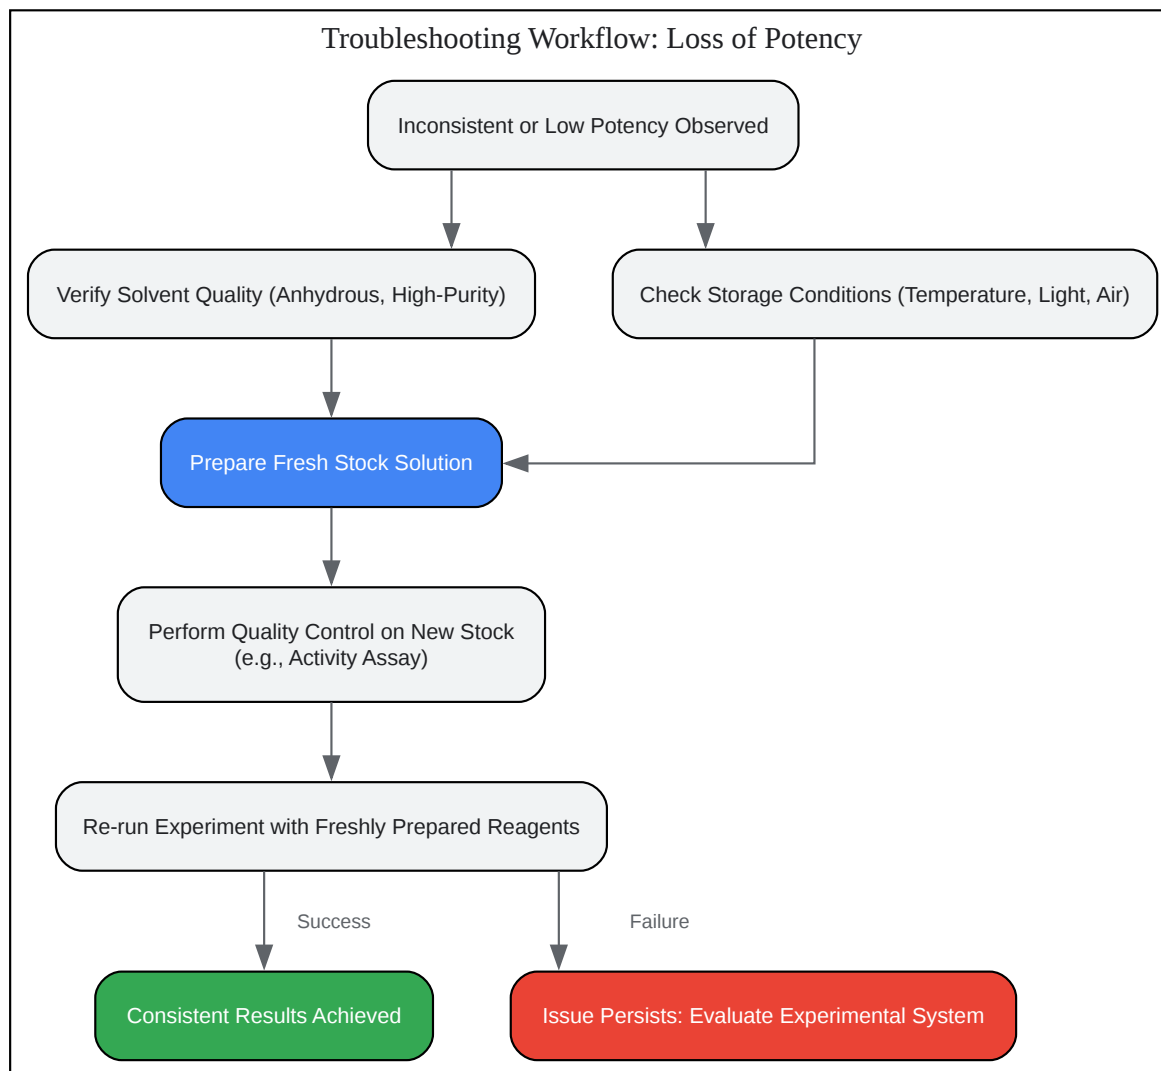 Troubleshooting Workflow: Loss of Potency
Inconsistent or Low Potency Observed
Verify Solvent Quality (Anhydrous, High-Purity)
Check Storage Conditions (Temperature, Light, Air)
Prepare Fresh Stock Solution
Perform Quality Control on New Stock
(e.g., Activity Assay)
Re-run Experiment with Freshly Prepared Reagents
Success
Failure
Consistent Results Achieved
Issue Persists: Evaluate Experimental System